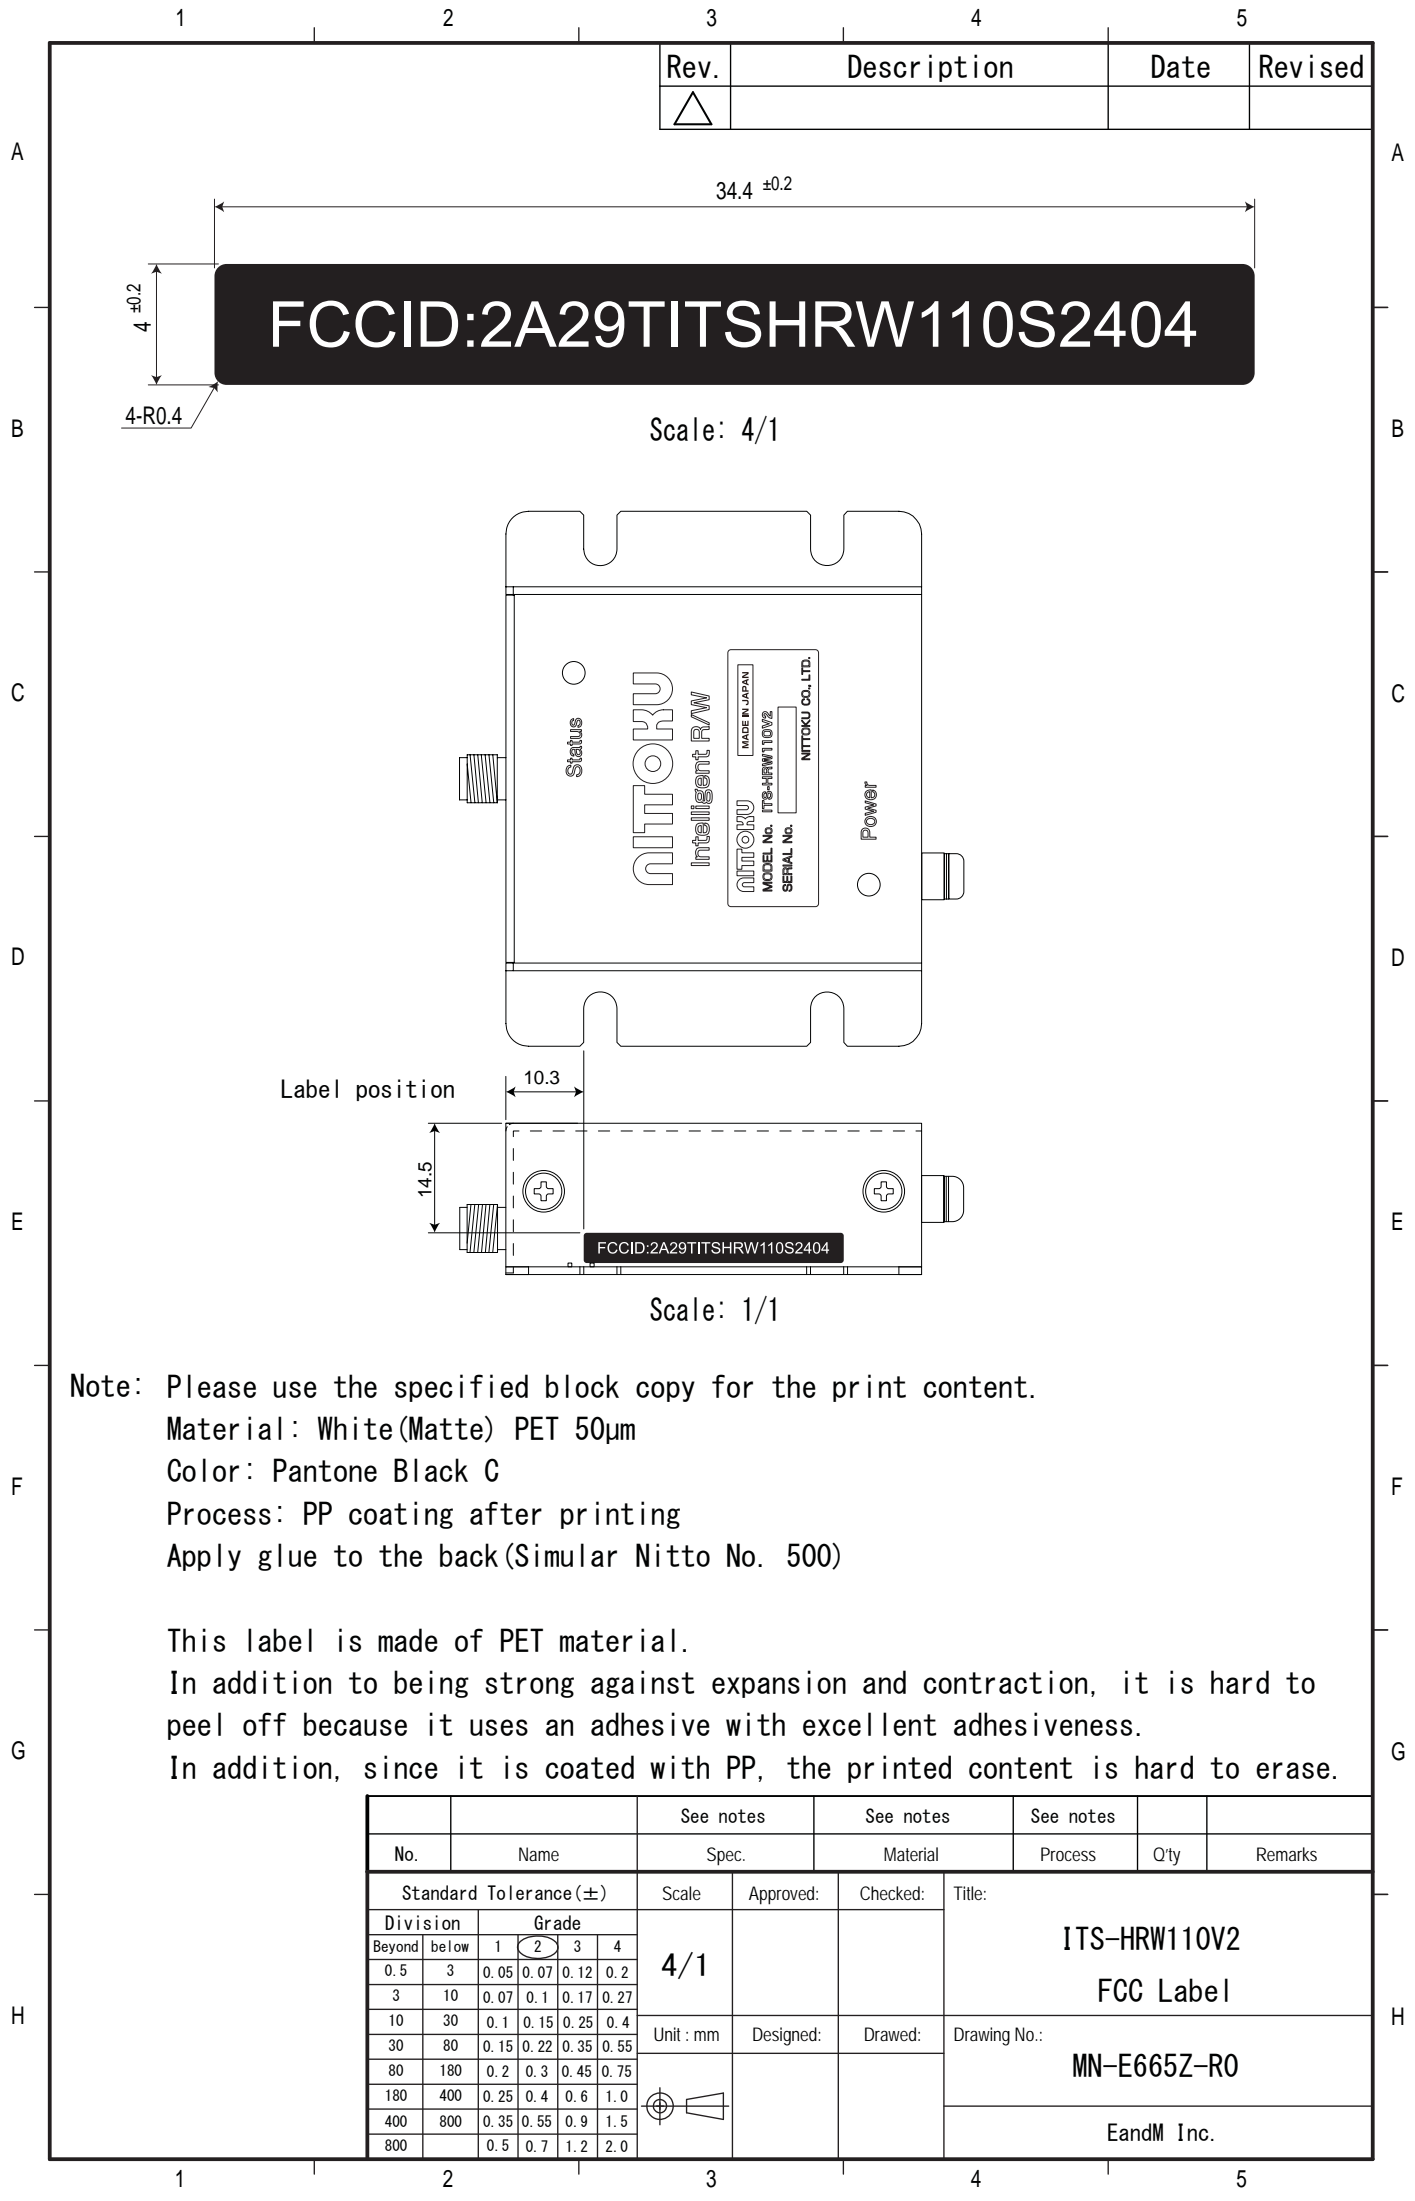 1 2 3 4 5
Rev. Description Date Revised
A A
34.4 ±0.2
4 ±0.2
FCCID:2A29TITSHRW110S2404
4-R0.4
B B
Scale: 4/1
C C
Status
NITTOKU
Intelligent R/W
NITTOKU MADE IN JAPAN
MODEL No. ITS-HRW110V2
SERIAL No.
NITTOKU CO., LTD.
Power
D D
Label position
10.3
14.5
E E
FCCID:2A29TITSHRW110S2404
Scale: 1/1
Note: Please use the specified block copy for the print content.
Material: White(Matte) PET 50μm
Color: Pantone Black C
F F
Process: PP coating after printing
Apply glue to the back(Simular Nitto No. 500)
This label is made of PET material.
In addition to being strong against expansion and contraction, it is hard to
peel off because it uses an adhesive with excellent adhesiveness.
G G
In addition, since it is coated with PP, the printed content is hard to erase.
See notes See notes See notes
No. Name Spec. Material Process Q'ty Remarks
Standard Tolerance(±) Scale Approved: Checked: Title:
Division Grade
Beyond below 1 2 3 4
0.5 3 0.05 0.07 0.12 0.2
3 10 0.07 0.1 0.17 0.27
10 30 0.1 0.15 0.25 0.4
30 80 0.15 0.22 0.35 0.55
80 180 0.2 0.3 0.45 0.75
180 400 0.25 0.4 0.6 1.0
400 800 0.35 0.55 0.9 1.5
800 0.5 0.7 1.2 2.0
4/1
ITS-HRW110V2
FCC Label
H H
Unit : mm Designed: Drawed: Drawing No.:
MN-E665Z-R0
EandM Inc.
1 2 3 4 5